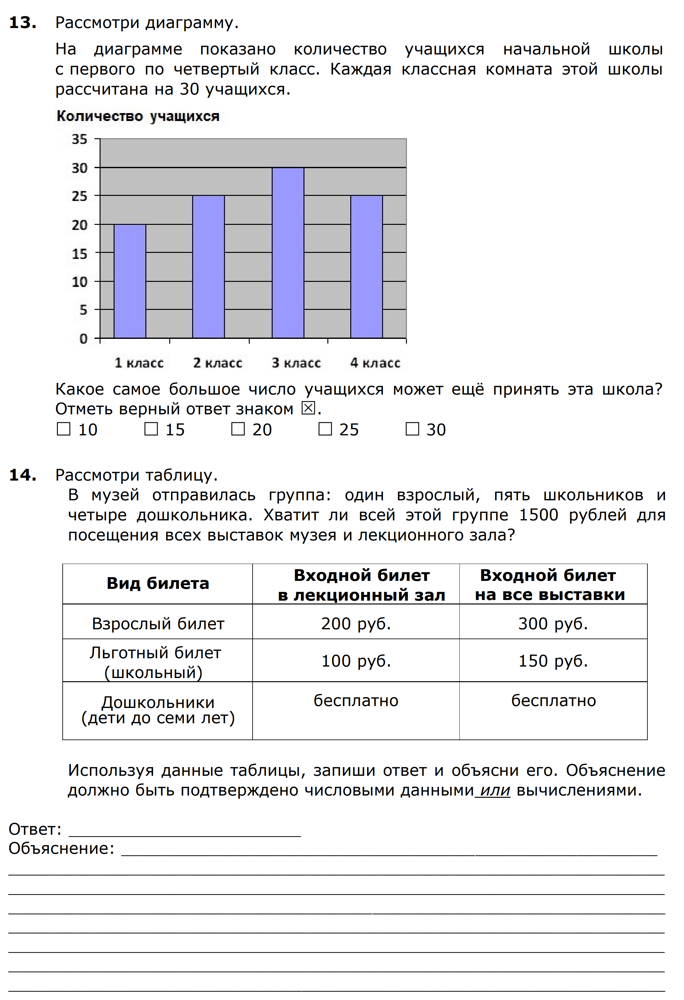 13. Рассмотри диаграмму.
На диаграмме показано количество учащихся начальной школы
с первого по четвертый класс. Каждая классная комната этой школы
рассчитана на 30 учащихся.
Количество учащихся
35
30
25
20
15
10
5
0
1 класс 2 класс 3 класс 4 класс
Какое самое большое число учащихся может ещё принять эта школа?
Отметь верный ответ знаком ☒.
☐ 10 ☐ 15 ☐ 20 ☐ 25 ☐ 30
14. Рассмотри таблицу.
В музей отправилась группа: один взрослый, пять школьников и
четыре дошкольника. Хватит ли всей этой группе 1500 рублей для
посещения всех выставок музея и лекционного зала?
Вид билета
Входной билет
в лекционный зал
Входной билет
на все выставки
Взрослый билет 200 руб. 300 руб.
Льготный билет
(школьный)
100 руб. 150 руб.
Дошкольники
(дети до семи лет)
бесплатно бесплатно
Используя данные таблицы, запиши ответ и объясни его. Объяснение
должно быть подтверждено числовыми данными или вычислениями.
Ответ:
Объяснение: